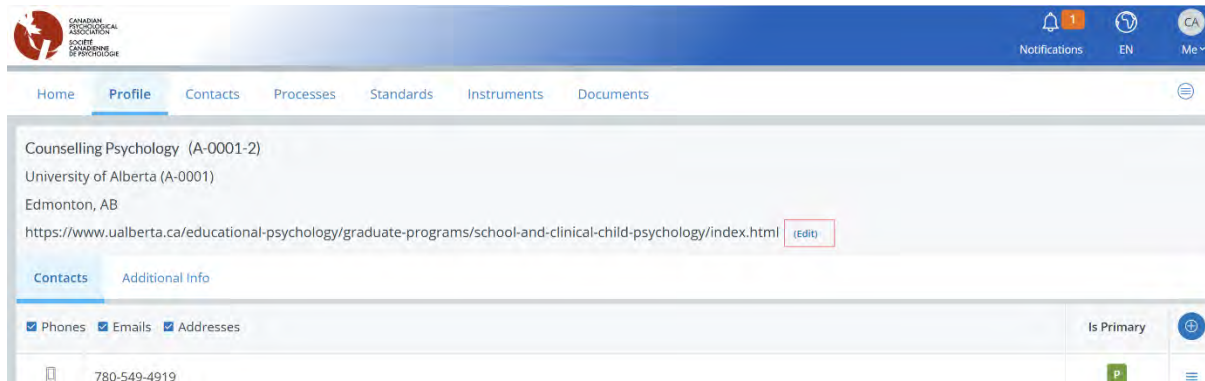 CANADIAN
PSYCHOLOGICAL
ASSOCIATION
SOCIÉTÉ
CANADIENNE
DE PSYCHOLOGIE
1
CA
Notifications EN Me
Home Profile Contacts Processes Standards Instruments Documents
Counselling Psychology (A-0001-2)
University of Alberta (A-0001)
Edmonton, AB
https://www.ualberta.ca/educational-psychology/graduate-programs/school-and-clinical-child-psychology/index.html (Edit)
Contacts Additional Info
Phones Emails Addresses Is Primary
780-549-4919 P